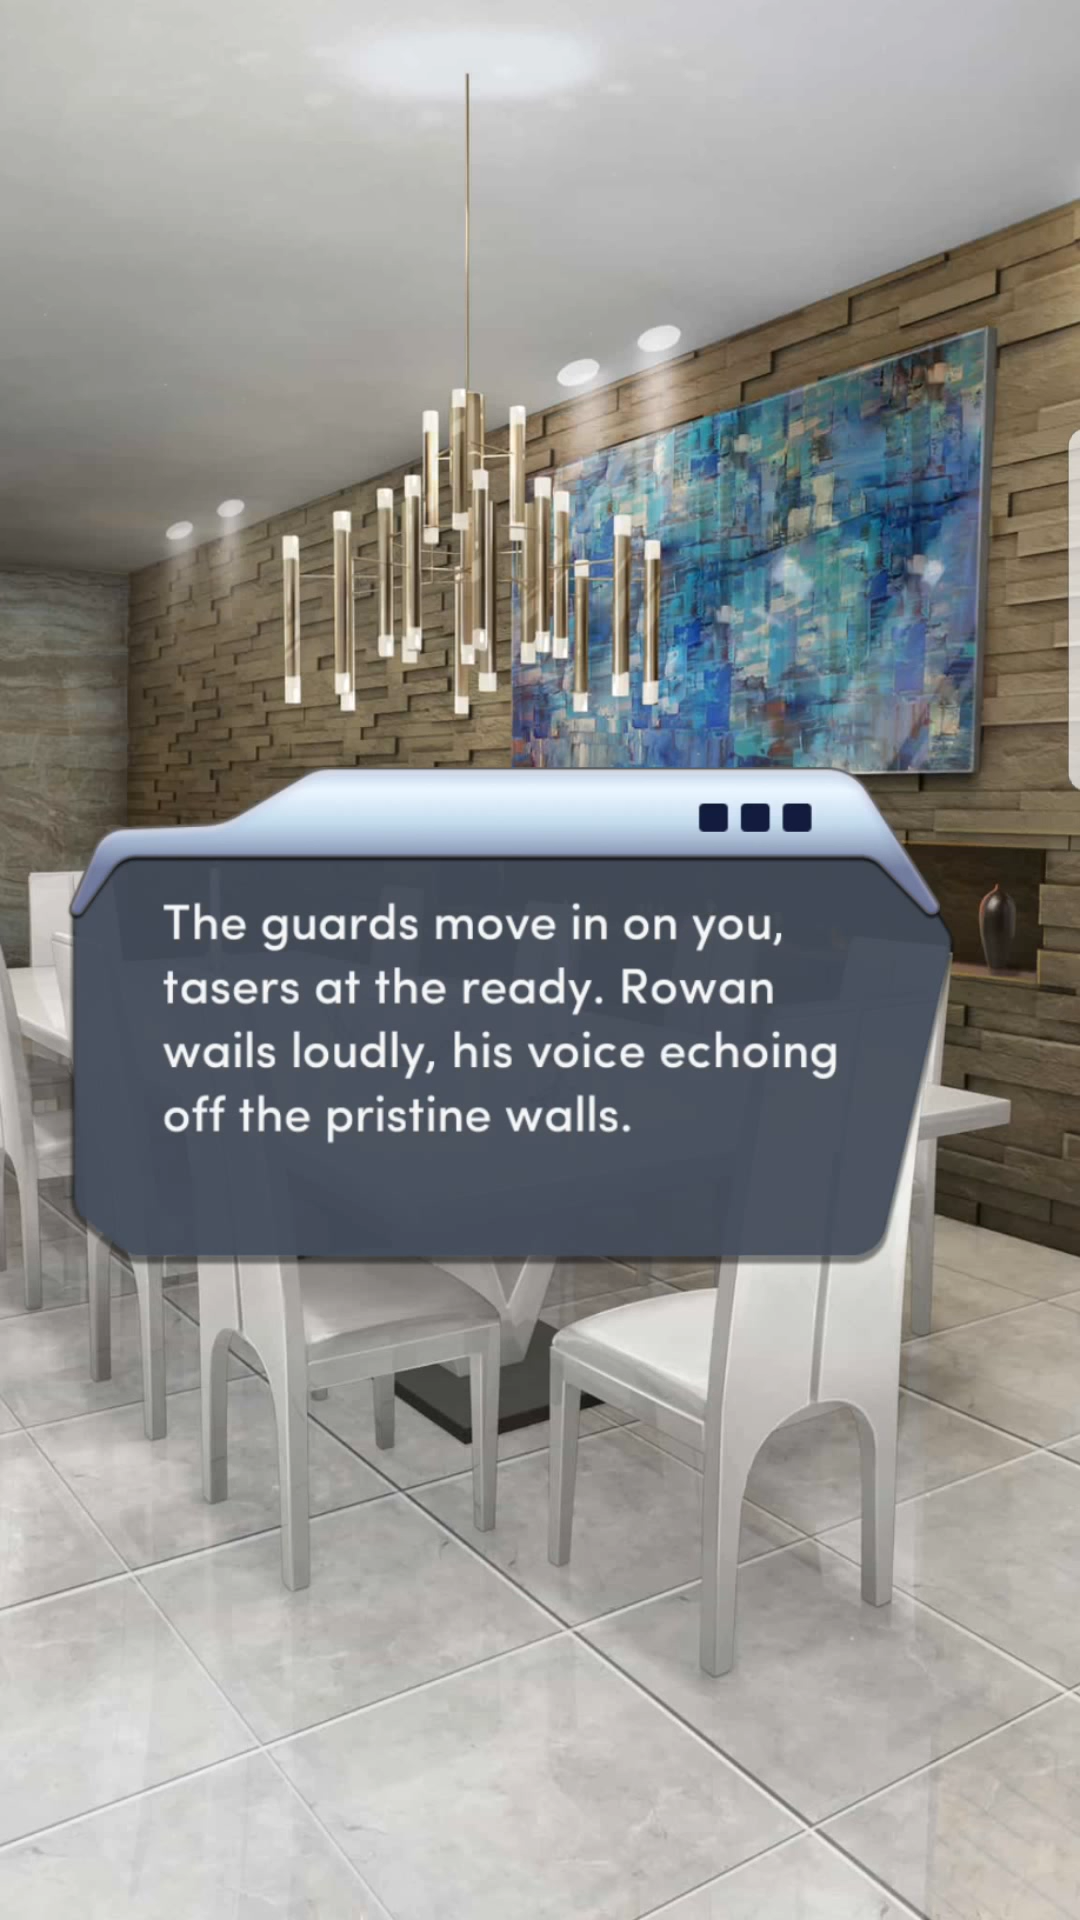 The guards move in on you,
tasers at the ready. Rowan
wails loudly, his voice echoing
off the pristine walls.